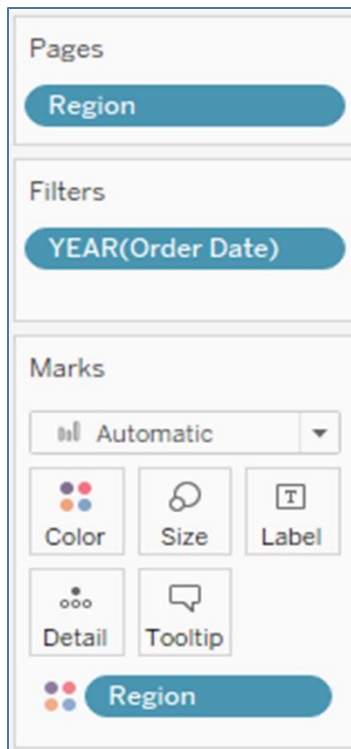 Pages
Region
Filters
YEAR(Order Date)
Marks
Automatic
T
Color Size Label
Detail Tooltip
Region